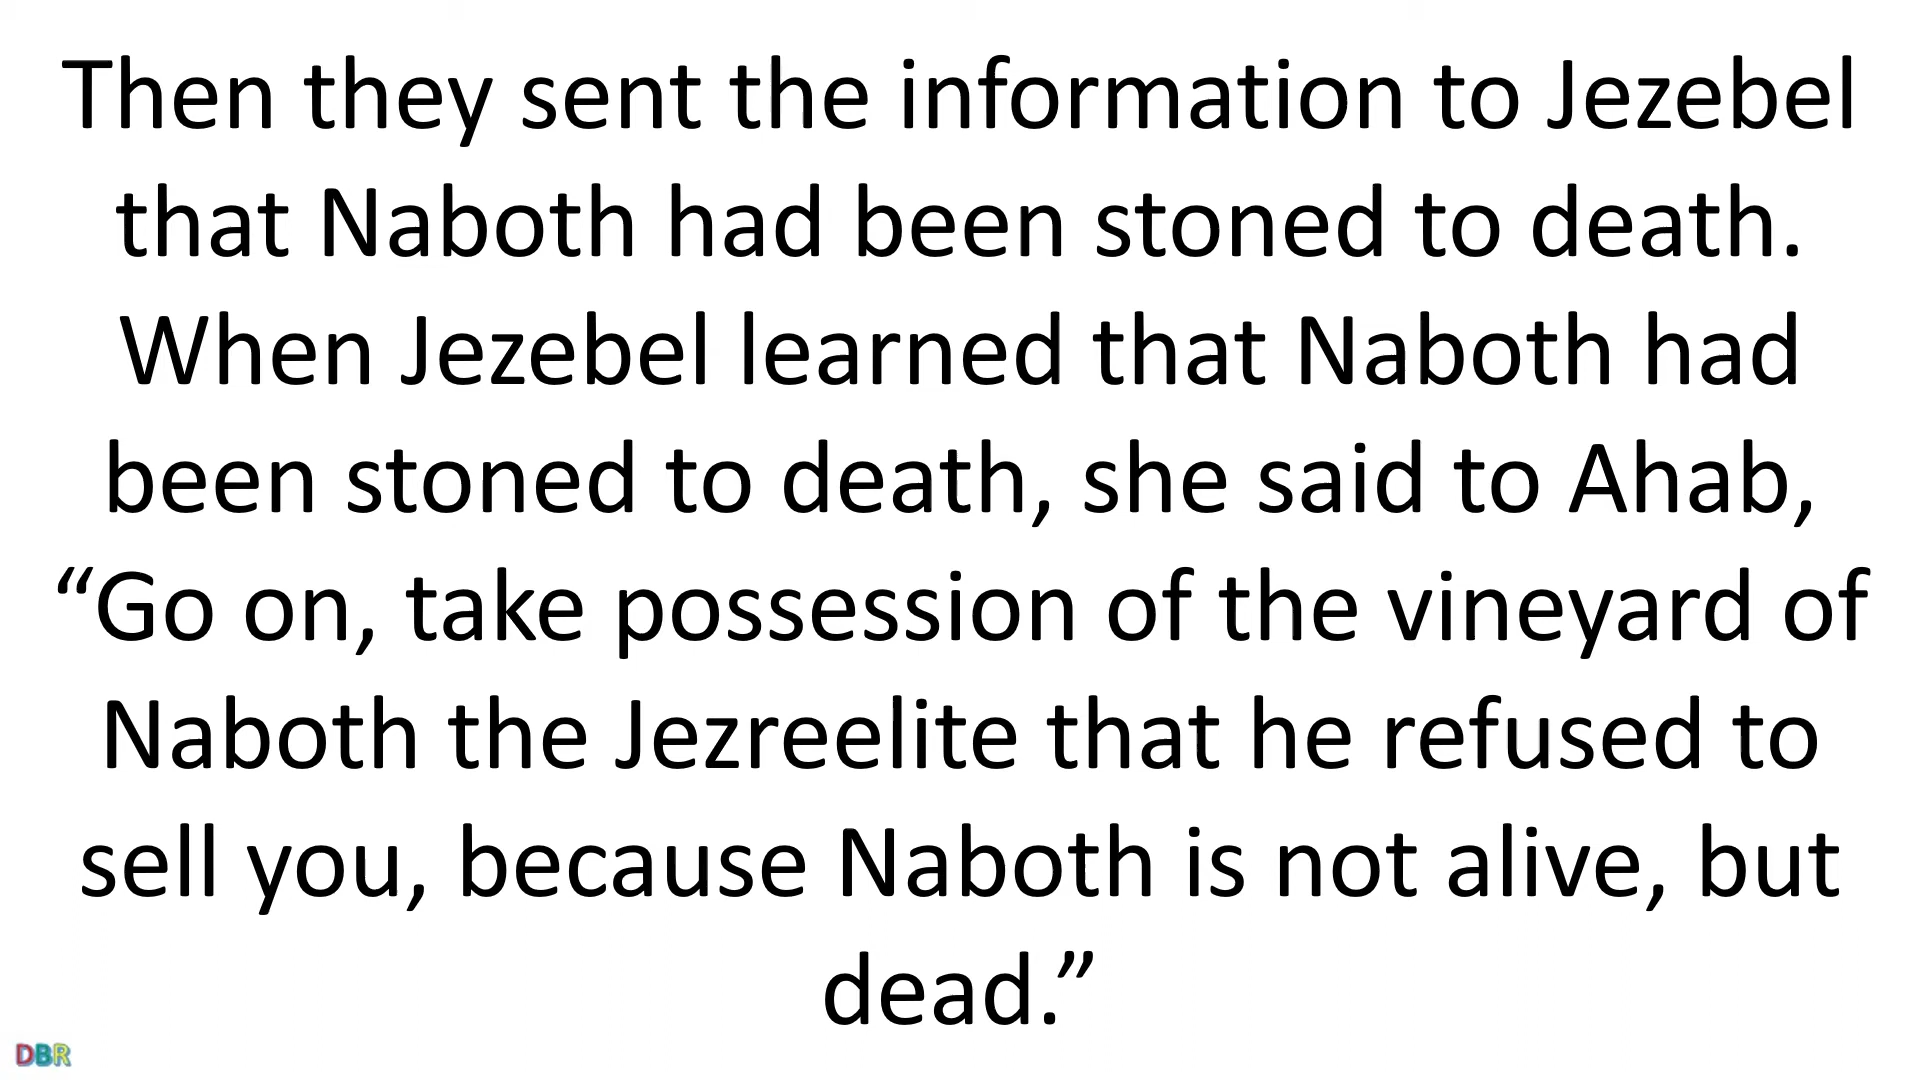 Then they sent the information to Jezebel
that Naboth had been stoned to death.
When Jezebel learned that Naboth had
been stoned to death, she said to Ahab,
“Go on, take possession of the vineyard of
Naboth the Jezreelite that he refused to
sell you, because Naboth is not alive, but
dead.”
DBR